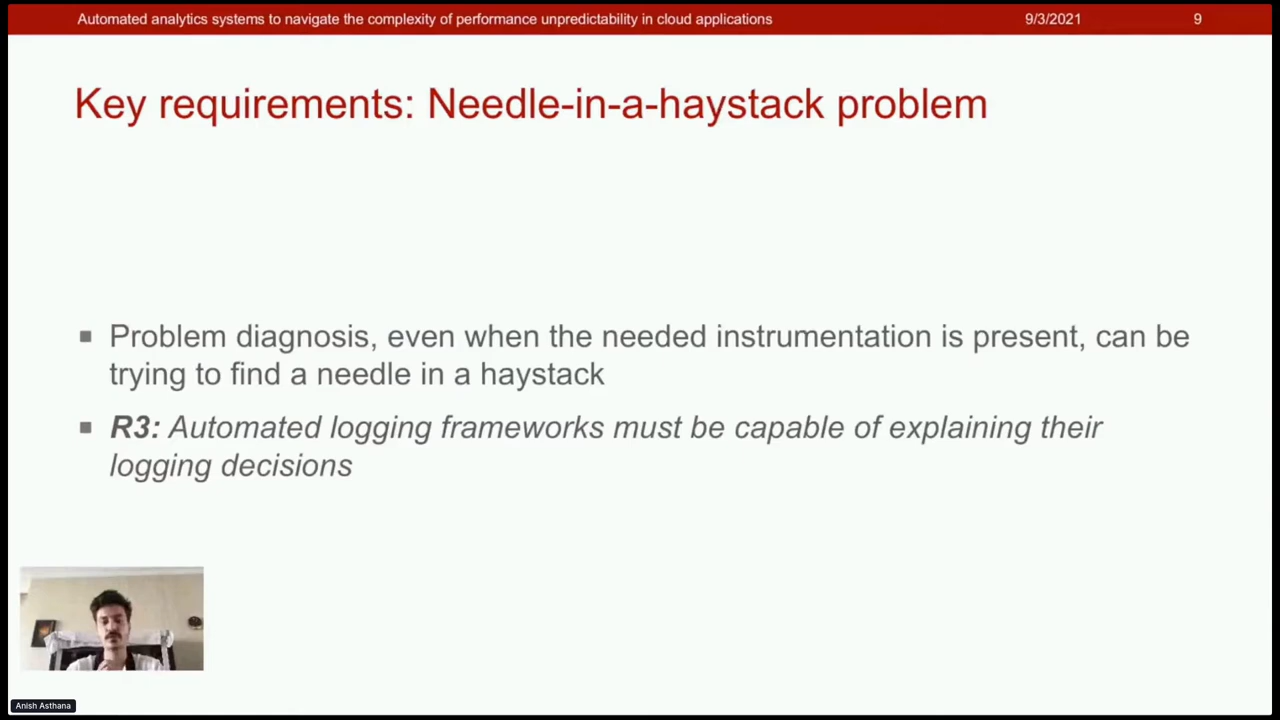 Automated analytics systems to navigate the complexity of performance unpredictability in cloud applications 9/3/2021 9
Key requirements: Needle-in-a-haystack problem
▪ Problem diagnosis, even when the needed instrumentation is present, can be
trying to find a needle in a haystack
▪ R3: Automated logging frameworks must be capable of explaining their
logging decisions
Anish Asthana